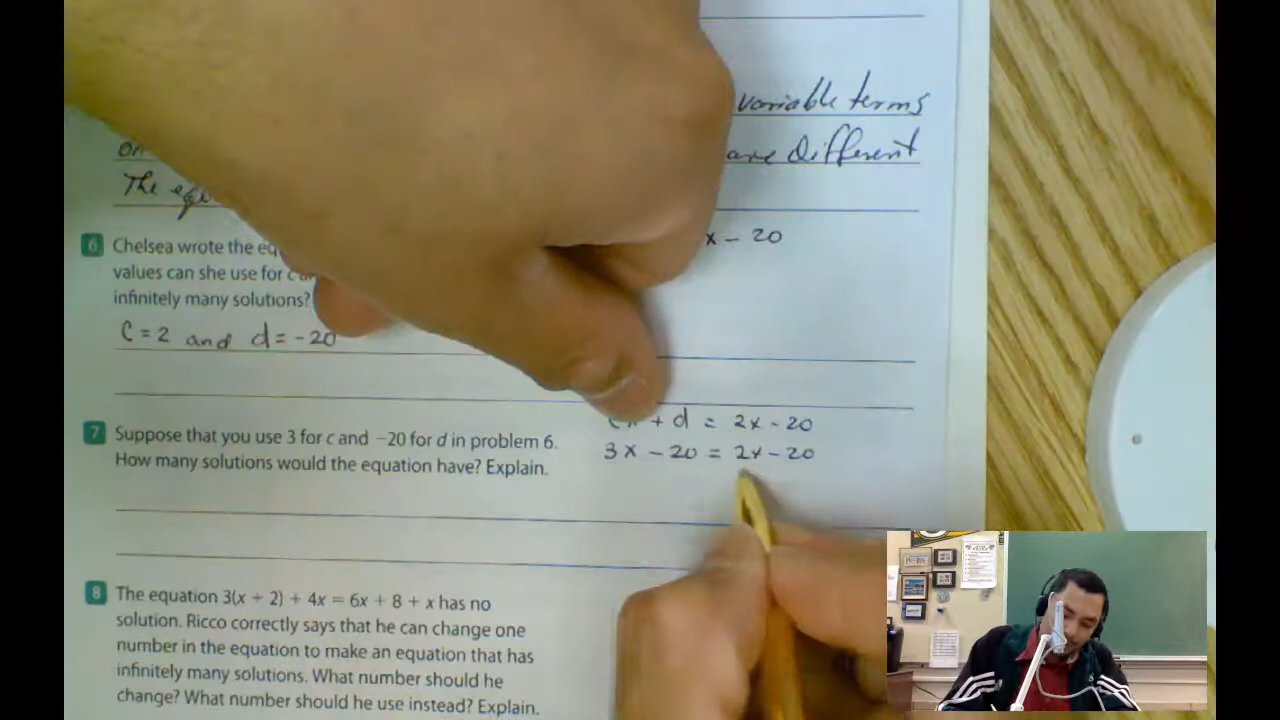 variable terms
are different
The
x - 20
6 Chelsea wrote the
values can she use for c
infinitely many solutions?
C = 2 and d = -20
+ d = 2x - 20
7 Suppose that you use 3 for c and −20 for d in problem 6.
3x - 20 = 2x - 20
How many solutions would the equation have? Explain.
8 The equation 3(x + 2) + 4x = 6x + 8 + x has no
solution. Ricco correctly says that he can change one
number in the equation to make an equation that has
infinitely many solutions. What number should he
change? What number should he use instead? Explain.